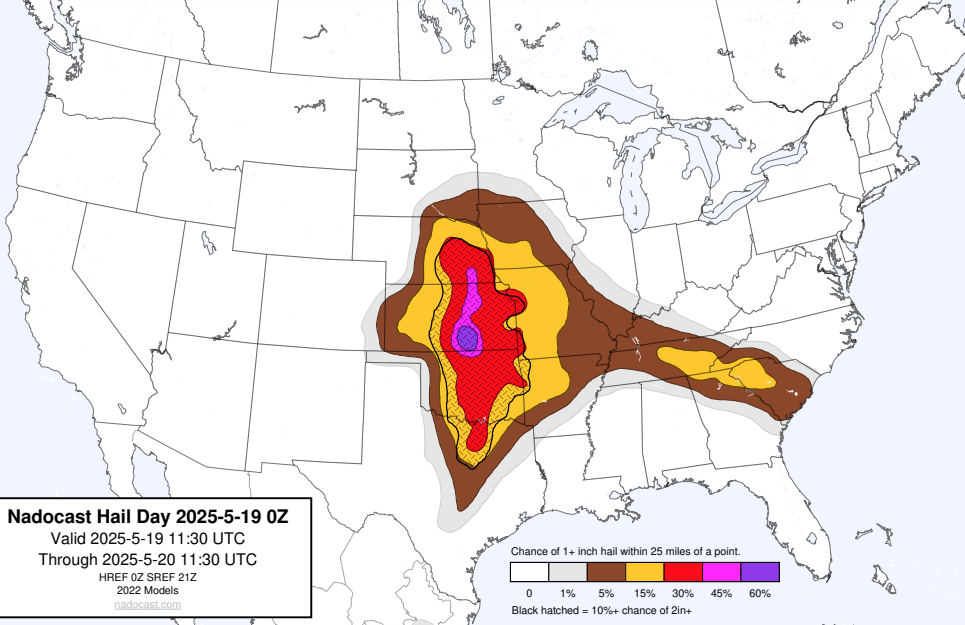 Nadocast Hail Day 2025-5-19 0Z
Valid 2025-5-19 11:30 UTC
Through 2025-5-20 11:30 UTC
HREF 0Z SREF 21Z
2022 Models
nadocast.com
Chance of 1+ inch hail within 25 miles of a point.
0 1% 5% 15% 30% 45% 60%
Black hatched = 10%+ chance of 2in+